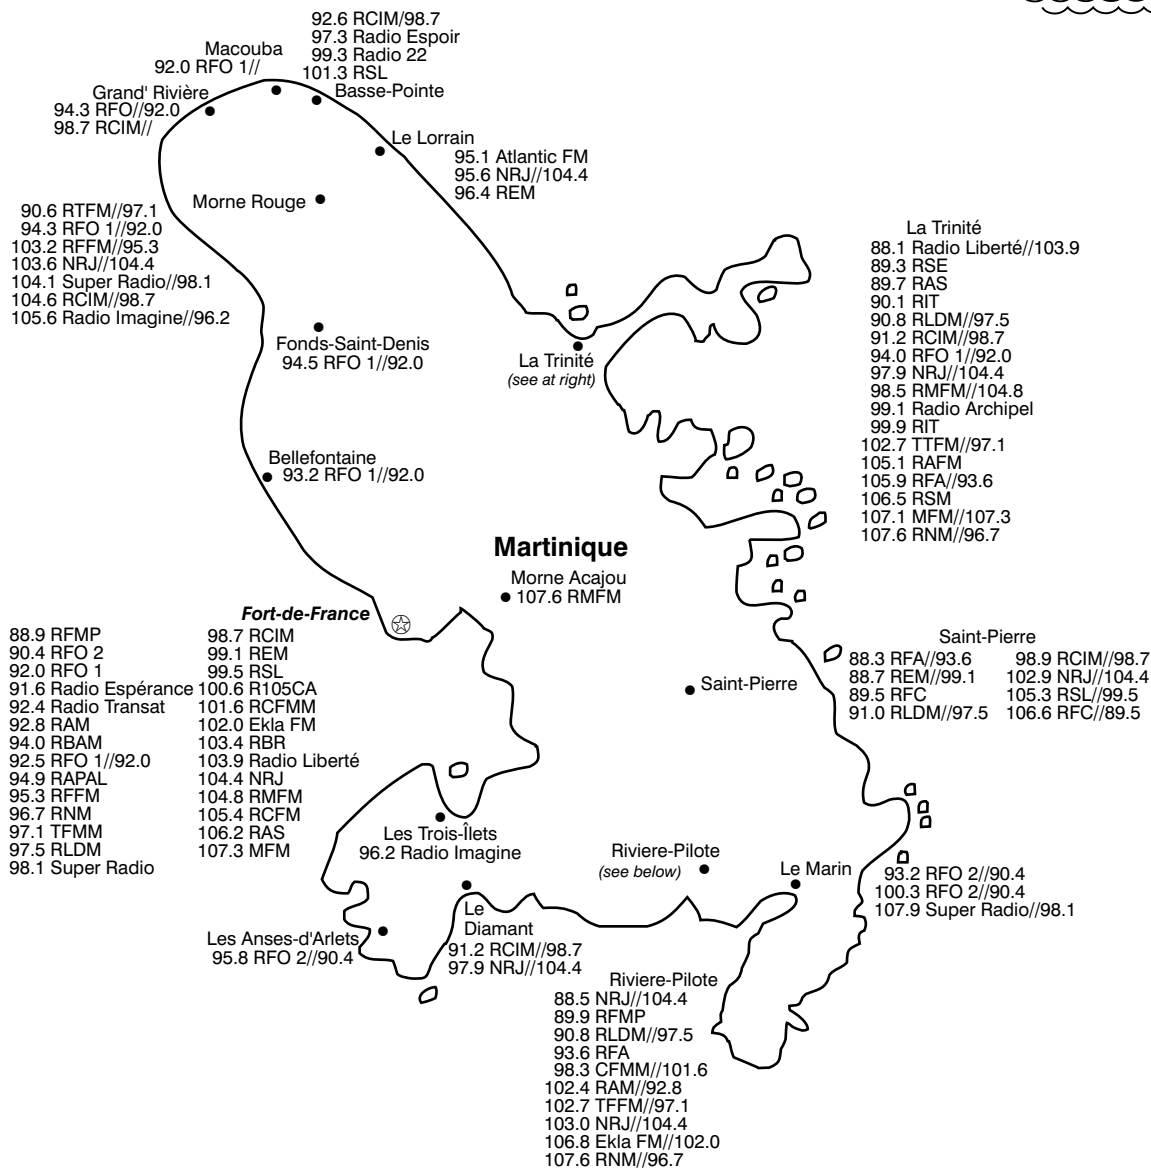 92.6 RCIM/98.7
97.3 Radio Espoir
99.3 Radio 22
101.3 RSL
Basse-Pointe
Macouba
92.0 RFO 1//
Grand' Rivière
94.3 RFO//92.0
98.7 RCIM//
Le Lorrain
95.1 Atlantic FM
95.6 NRJ//104.4
96.4 REM
Morne Rouge
90.6 RTFM//97.1
94.3 RFO 1//92.0
103.2 RFFM//95.3
103.6 NRJ//104.4
104.1 Super Radio//98.1
104.6 RCIM//98.7
105.6 Radio Imagine//96.2
Fonds-Saint-Denis
94.5 RFO 1//92.0
La Trinité
(see at right)
La Trinité
88.1 Radio Liberté//103.9
89.3 RSE
89.7 RAS
90.1 RIT
90.8 RLDM//97.5
91.2 RCIM//98.7
94.0 RFO 1//92.0
97.9 NRJ//104.4
98.5 RMFM//104.8
99.1 Radio Archipel
99.9 RIT
102.7 TTFM//97.1
105.1 RAFM
105.9 RFA//93.6
106.5 RSM
107.1 MFM//107.3
107.6 RNM//96.7
Bellefontaine
93.2 RFO 1//92.0
Martinique
Morne Acajou
107.6 RMFM
Fort-de-France
88.9 RFMP
90.4 RFO 2
92.0 RFO 1
91.6 Radio Espérance
92.4 Radio Transat
92.8 RAM
94.0 RBAM
92.5 RFO 1//92.0
94.9 RAPAL
95.3 RFFM
96.7 RNM
97.1 TFMM
97.5 RLDM
98.1 Super Radio
98.7 RCIM
99.1 REM
99.5 RSL
100.6 R105CA
101.6 RCFMM
102.0 Ekla FM
103.4 RBR
103.9 Radio Liberté
104.4 NRJ
104.8 RMFM
105.4 RCFM
106.2 RAS
107.3 MFM
Saint-Pierre
Saint-Pierre
88.3 RFA//93.6
88.7 REM//99.1
89.5 RFC
91.0 RLDM//97.5
98.9 RCIM//98.7
102.9 NRJ//104.4
105.3 RSL//99.5
106.6 RFC//89.5
Les Trois-Îlets
96.2 Radio Imagine
Riviere-Pilote
(see below)
Le Marin
93.2 RFO 2//90.4
100.3 RFO 2//90.4
107.9 Super Radio//98.1
Les Anses-d'Arlets
95.8 RFO 2//90.4
Le
Diamant
91.2 RCIM//98.7
97.9 NRJ//104.4
Riviere-Pilote
88.5 NRJ//104.4
89.9 RFMP
90.8 RLDM//97.5
93.6 RFA
98.3 CFMM//101.6
102.4 RAM//92.8
102.7 TFFM//97.1
103.0 NRJ//104.4
106.8 Ekla FM//102.0
107.6 RNM//96.7